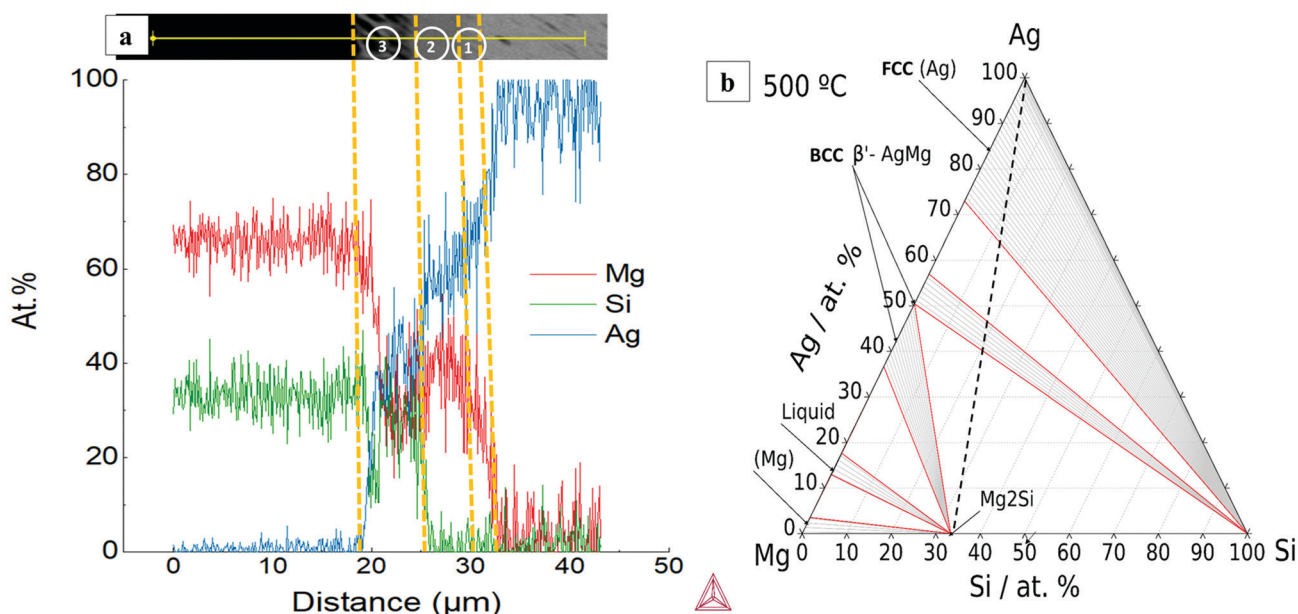 a
3
2
1
100
80
60
40
20
0
At.%
Mg
Si
Ag
0
10
20
30
40
50
Distance (µm)
b
500 ºC
Ag
FCC (Ag)
BCC β'- AgMg
Liquid
(Mg)
Mg2Si
Ag / at. %
100
90
80
70
60
50
40
30
20
10
0
Mg
Si
0
10
20
30
40
50
60
70
80
90
100
Si / at. %